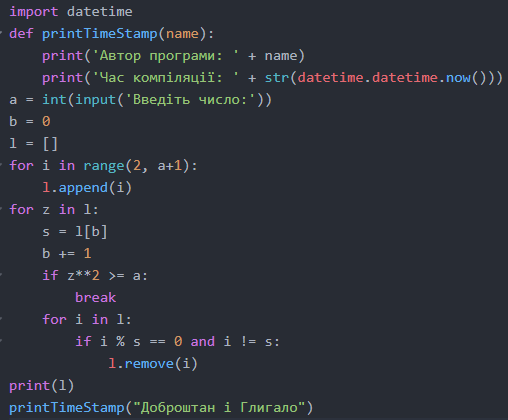 import datetime
def printTimeStamp(name):
    print('Автор програми: ' + name)
    print('Час компіляції: ' + str(datetime.datetime.now()))
a = int(input('Введіть число:'))
b = 0
l = []
for i in range(2, a+1):
    l.append(i)
for z in l:
    s = l[b]
    b += 1
    if z**2 >= a:
        break
    for i in l:
        if i % s == 0 and i != s:
            l.remove(i)
print(l)
printTimeStamp("Доброштан і Глигало")